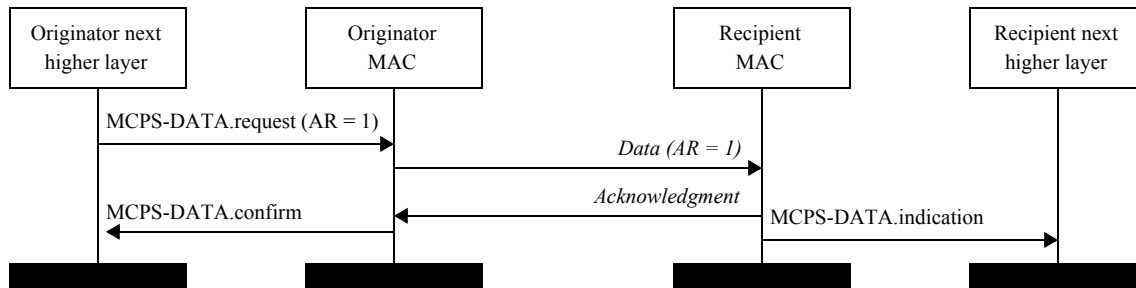 Originator next
higher layer
Originator
MAC
Recipient
MAC
Recipient next
higher layer
MCPS-DATA.request (AR = 1)
Data (AR = 1)
Acknowledgment
MCPS-DATA.confirm
MCPS-DATA.indication